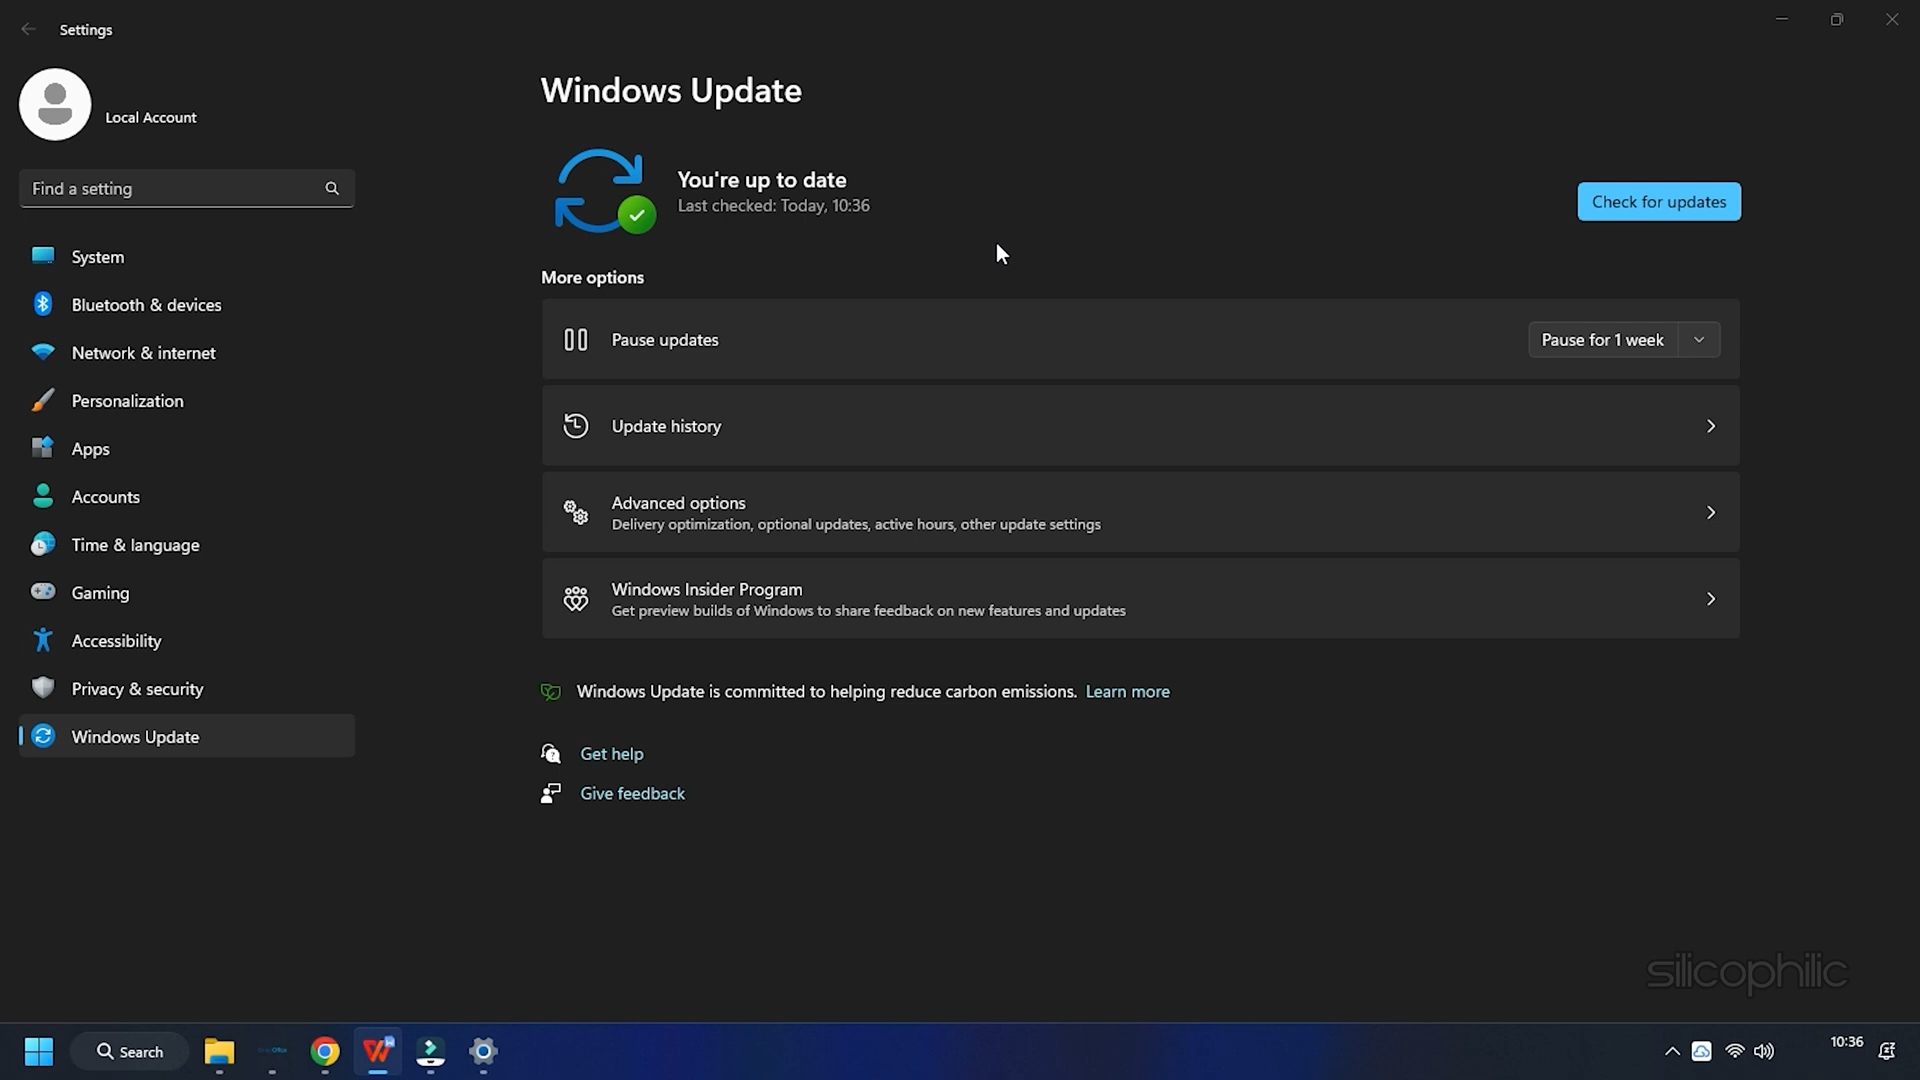 Settings
Local Account
Find a setting
System
Bluetooth & devices
Network & internet
Personalization
Apps
Accounts
Time & language
Gaming
Accessibility
Privacy & security
Windows Update
Windows Update
You're up to date
Last checked: Today, 10:36
Check for updates
More options
Pause updates
Pause for 1 week
Update history
Advanced options
Delivery optimization, optional updates, active hours, other update settings
Windows Insider Program
Get preview builds of Windows to share feedback on new features and updates
Windows Update is committed to helping reduce carbon emissions. Learn more
Get help
Give feedback
silicophilic
Search
10:36